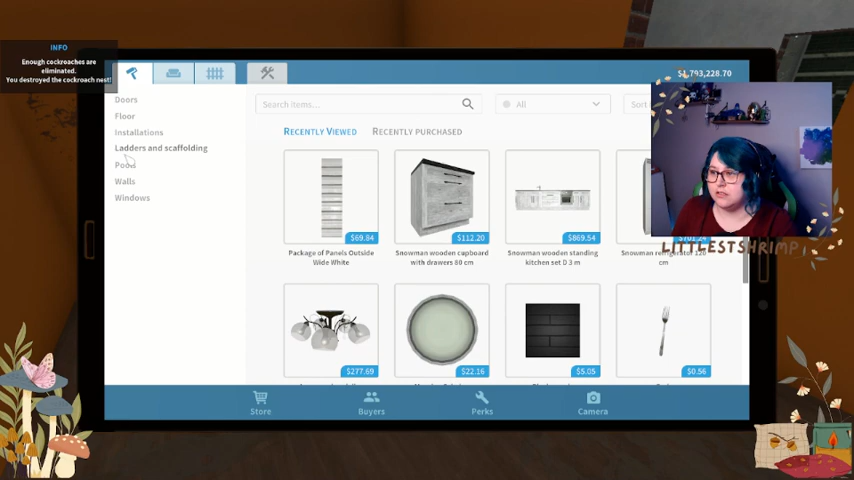 INFO
Enough cockroaches are
eliminated.
You destroyed the cockroach nest!
$1,793,228.70
Doors
Floor
Installations
Ladders and scaffolding
Walls
Windows
Search items...
All
Sort
RECENTLY VIEWED
RECENTLY PURCHASED
$69.84
$112.20
$869.54
Package of Panels Outside
Wide White
Snowman wooden cupboard
with drawers 80 cm
Snowman wooden standing
kitchen set D 3 m
Snowman refrigerator 120
cm
LITTLESTSHRIMP
$277.69
$22.16
$5.05
$0.56
Store
Buyers
Perks
Camera